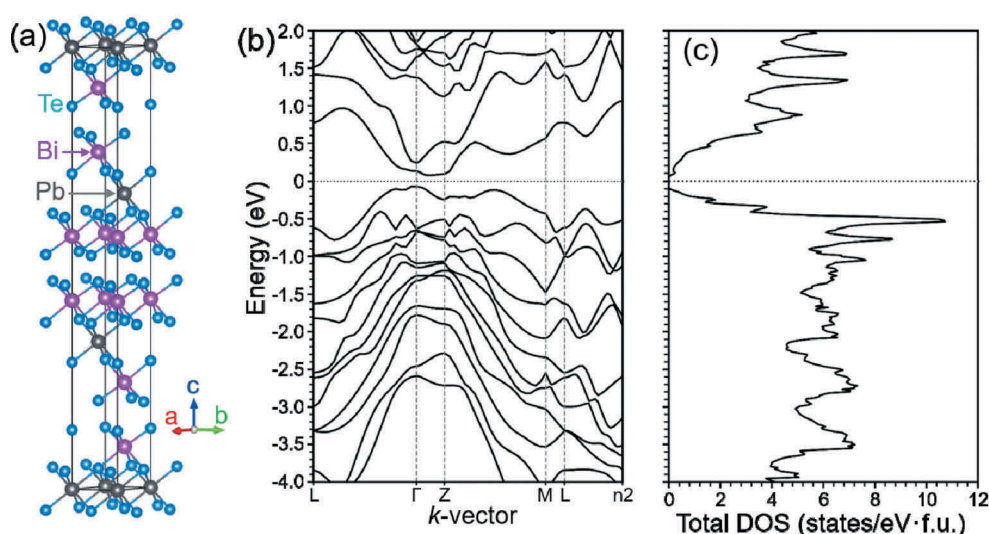 (a)
Te
Bi
Pb
c
a
b
(b)
2.0
1.5
1.0
0.5
0
-0.5
-1.0
-1.5
-2.0
-2.5
-3.0
-3.5
-4.0
Energy (eV)
L Γ Z M L n2
k-vector
(c)
0 2 4 6 8 10 12
Total DOS (states/eV·f.u.)